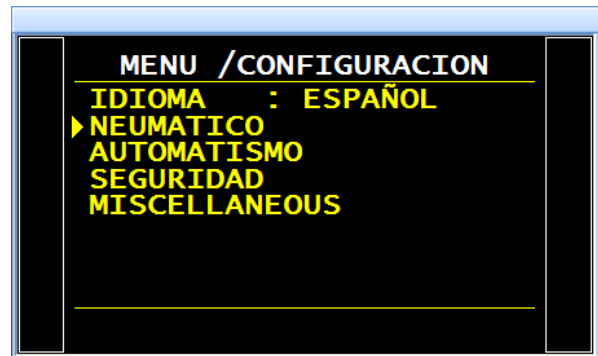 MENU /CONFIGURACION
IDIOMA : ESPAÑOL
NEUMATICO
AUTOMATISMO
SEGURIDAD
MISCELLANEOUS